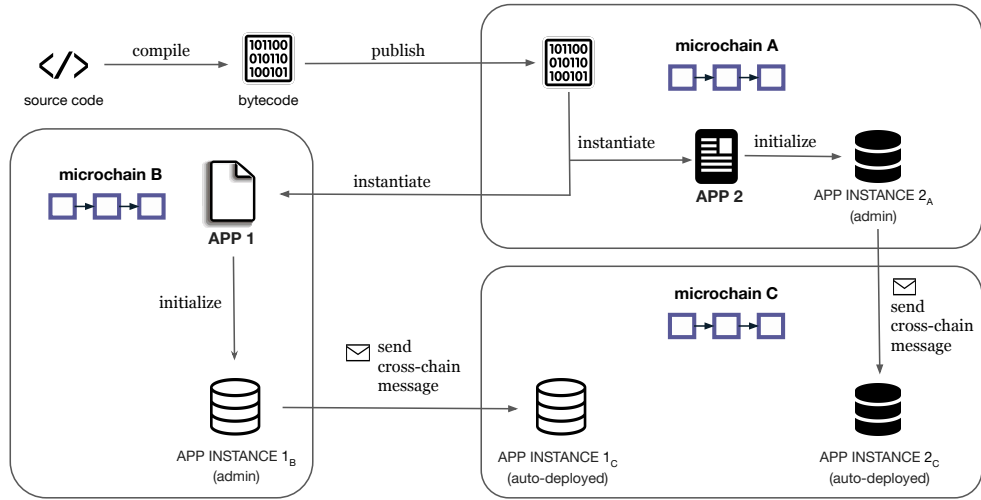 compile
publish
101100
010110
100101
source code
bytecode
101100
010110
100101
microchain A
instantiate
initialize
APP 2
APP INSTANCE 2A
(admin)
microchain B
instantiate
APP 1
initialize
send
cross-chain
message
APP INSTANCE 1B
(admin)
microchain C
send
cross-chain
message
APP INSTANCE 1C
(auto-deployed)
APP INSTANCE 2C
(auto-deployed)